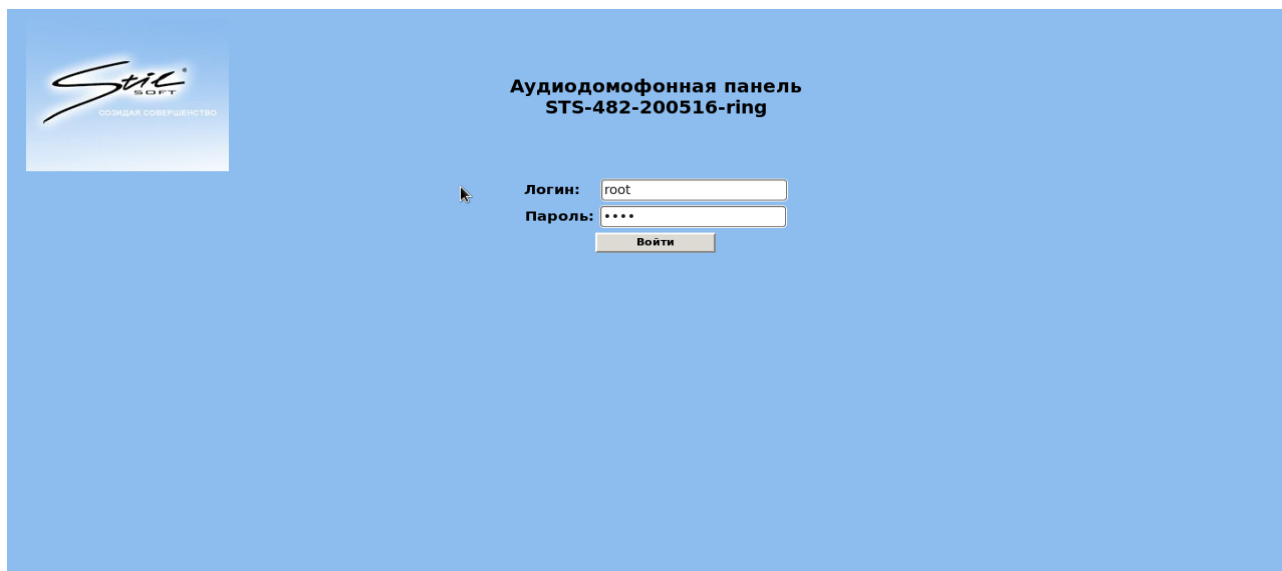 Stil®
SOFT
СОЗИДАЯ СОВЕРШЕНСТВО
Аудиодомофонная панель
STS-482-200516-ring
Логин: root
Пароль: ••••
Войти